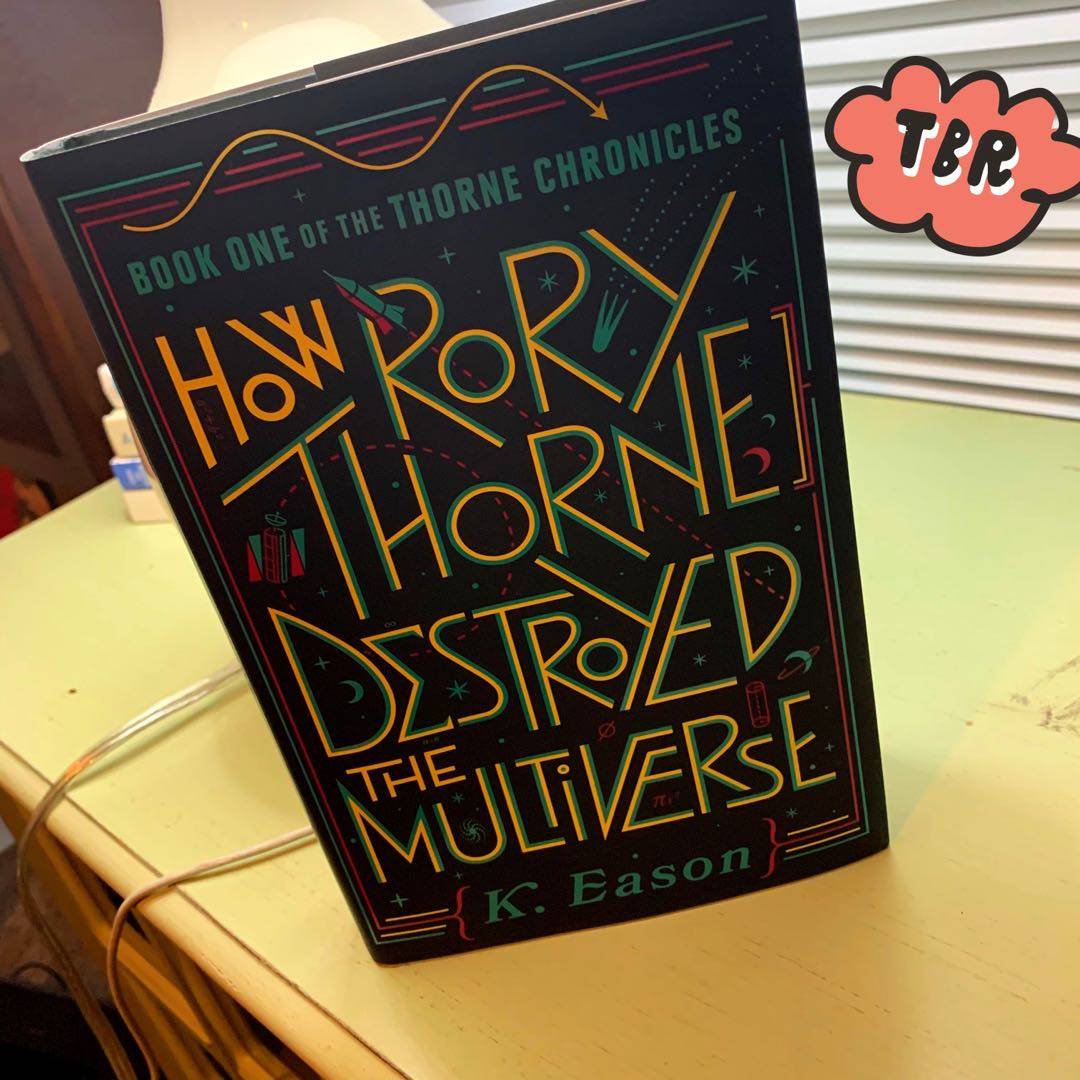 TBR
BOOK ONE OF THE THORNE CHRONICLES
HOW RORY
THORNE
DESTROYED
THE
MULTIVERSE
{K. Eason}